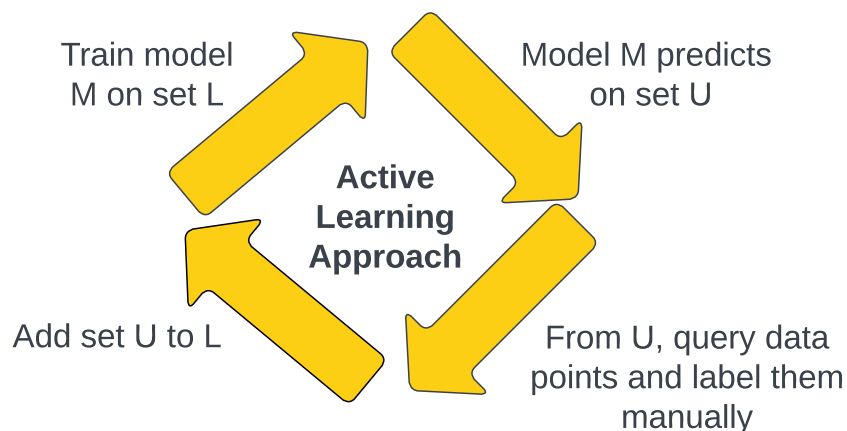 Train model
M on set L
Model M predicts
on set U
Active
Learning
Approach
Add set U to L
From U, query data
points and label them
manually